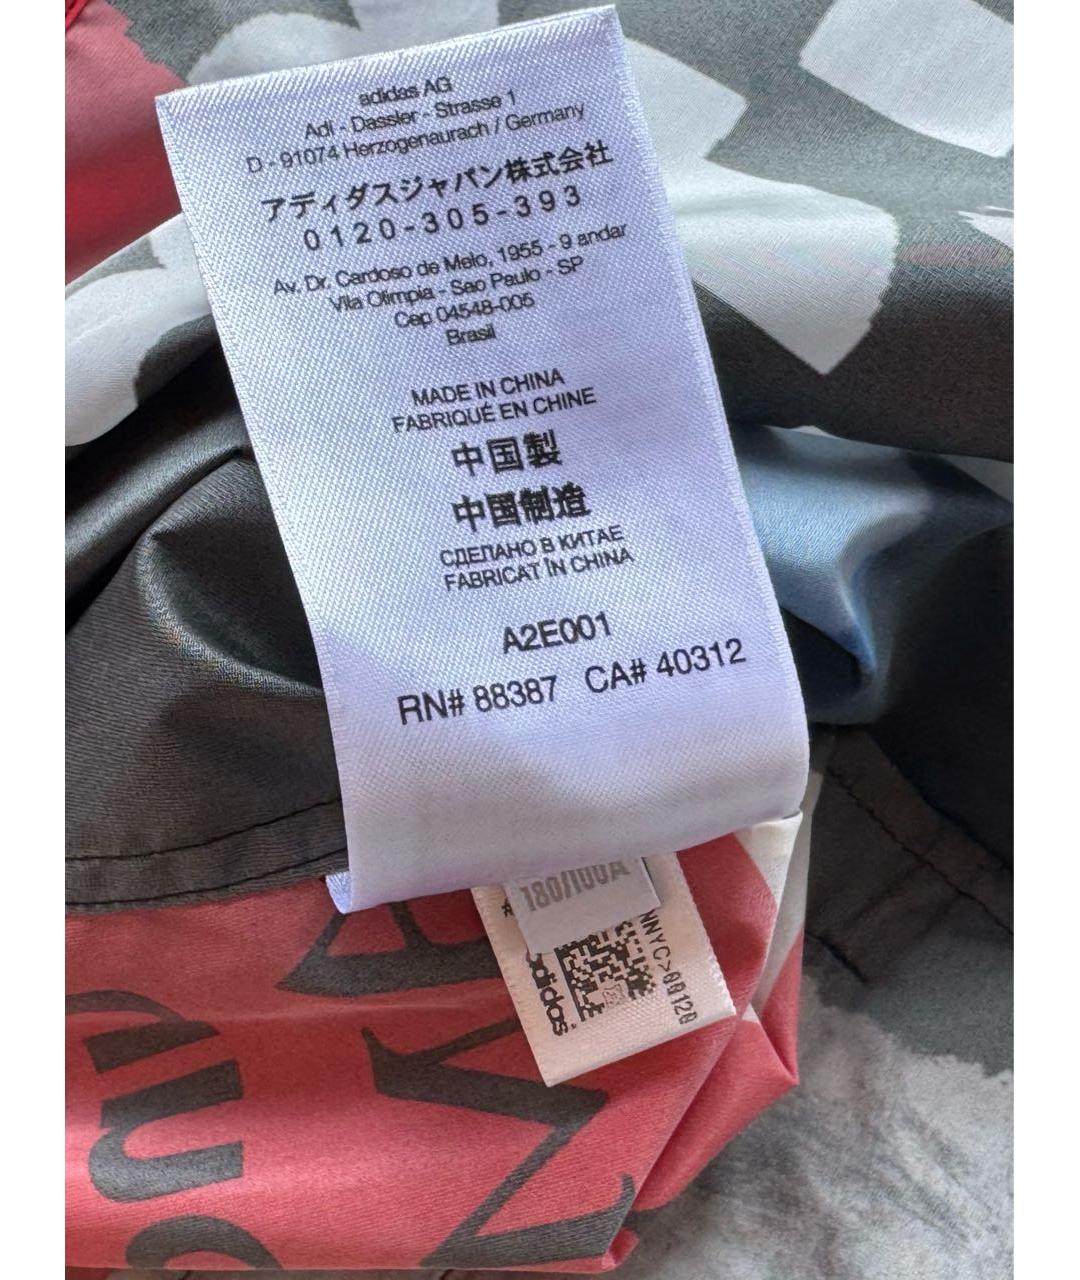 adidas AG
Adi - Dassler - Strasse 1
D - 91074 Herzogenaurach / Germany
アディダスジャパン株式会社
0120-305-393
Av. Dr. Cardoso de Melo, 1955 - 9 andar
Vila Olimpia - Sao Paulo - SP
Cep 04548-005
Brasil
MADE IN CHINA
FABRIQUÉ EN CHINE
中国製
中国制造
СДЕЛАНО В КИТАЕ
FABRICAT ÎN CHINA
A2E001
RN# 88387 CA# 40312
180/100A
adidas